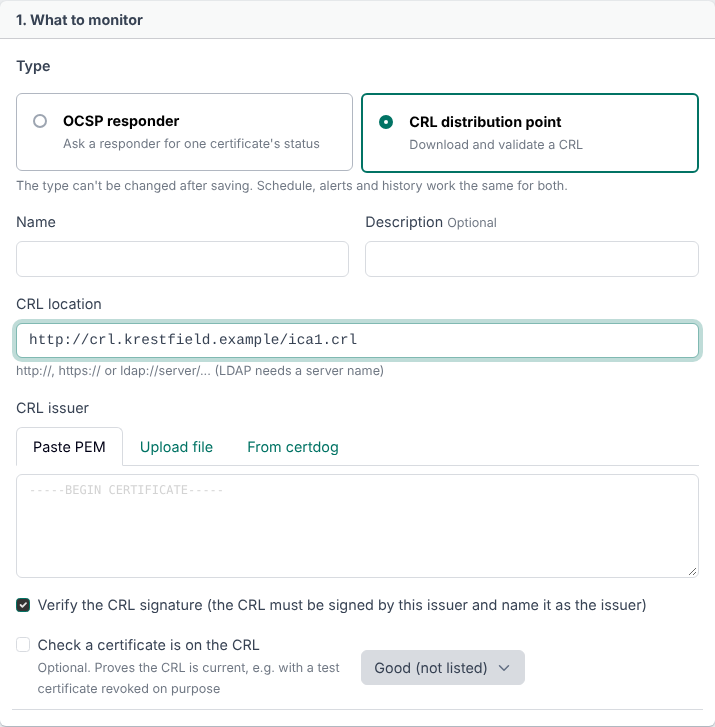 1. What to monitor
Type
OCSP responder
Ask a responder for one certificate's status
CRL distribution point
Download and validate a CRL
The type can't be changed after saving. Schedule, alerts and history work the same for both.
Name
Description Optional
CRL location
http://crl.krestfield.example/ica1.crl
http://, https:// or ldap://server/... (LDAP needs a server name)
CRL issuer
Paste PEM
Upload file
From certdog
-----BEGIN CERTIFICATE-----
Verify the CRL signature (the CRL must be signed by this issuer and name it as the issuer)
Check a certificate is on the CRL
Optional. Proves the CRL is current, e.g. with a test
certificate revoked on purpose
Good (not listed)